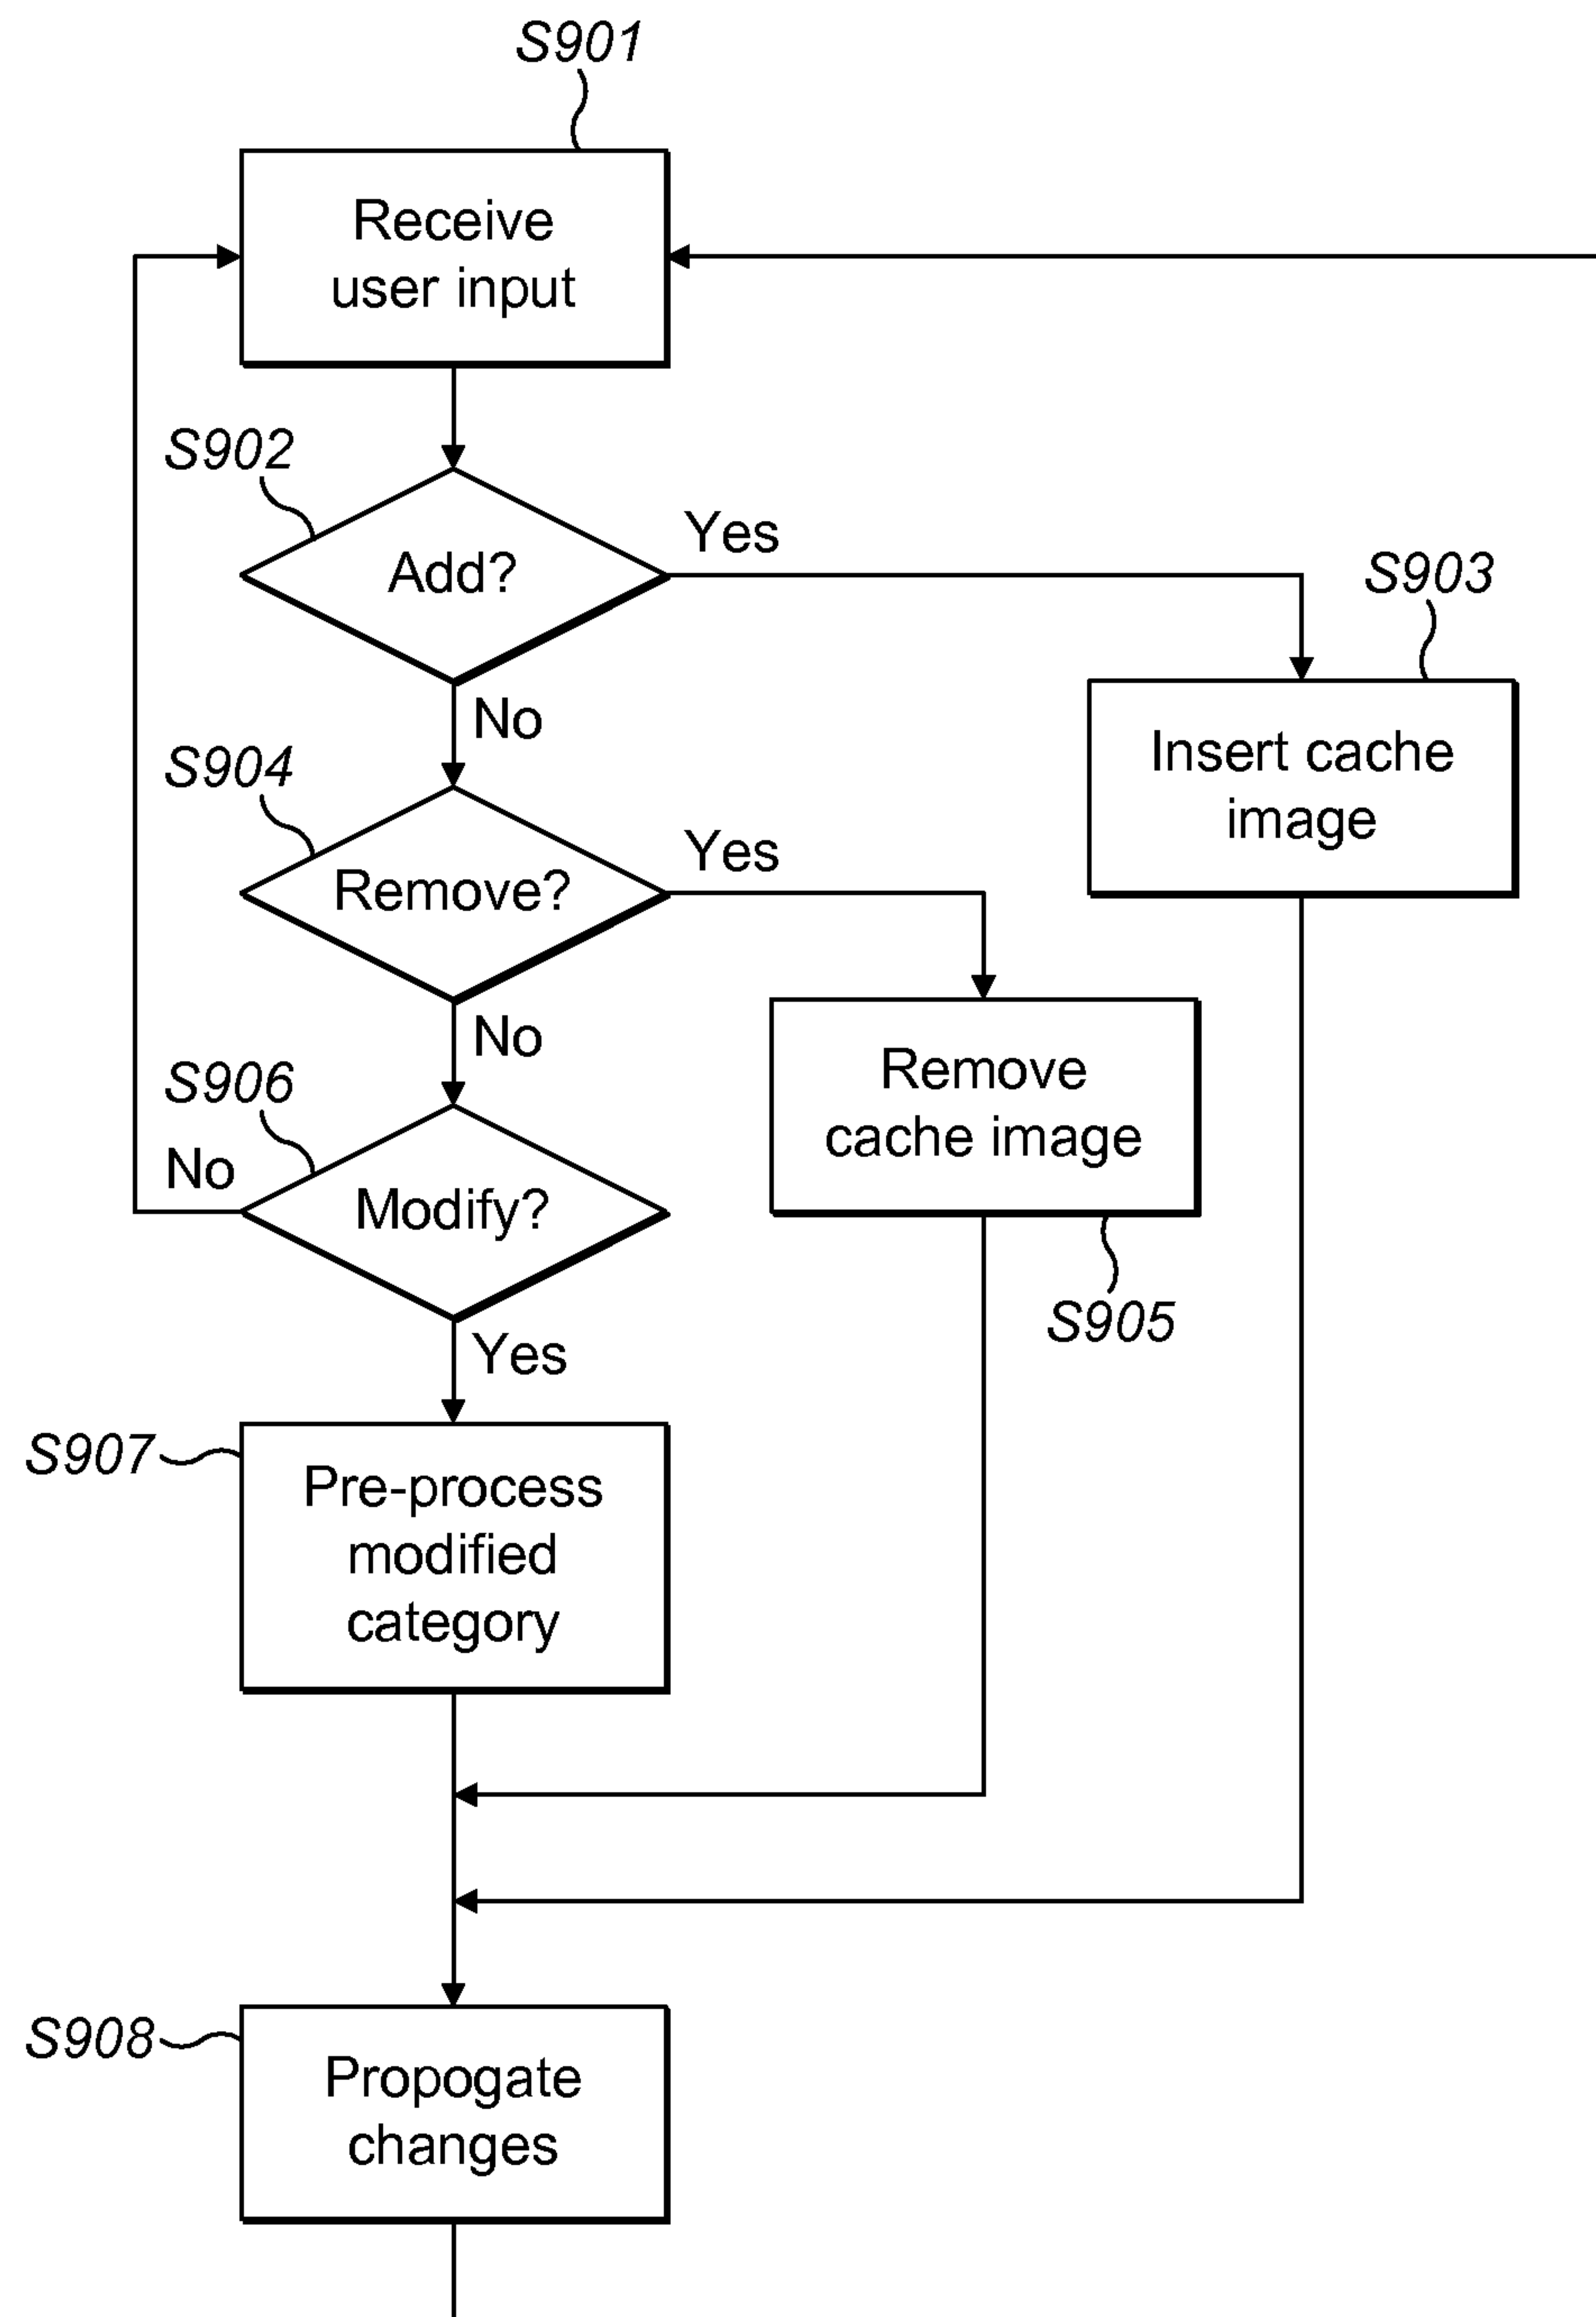 S901
Receive
user input
S902
Add?
Yes
S903
No
Insert cache
image
S904
Remove?
Yes
No
Remove
cache image
S906
No
Modify?
S905
Yes
S907
Pre-process
modified
category
S908
Propogate
changes